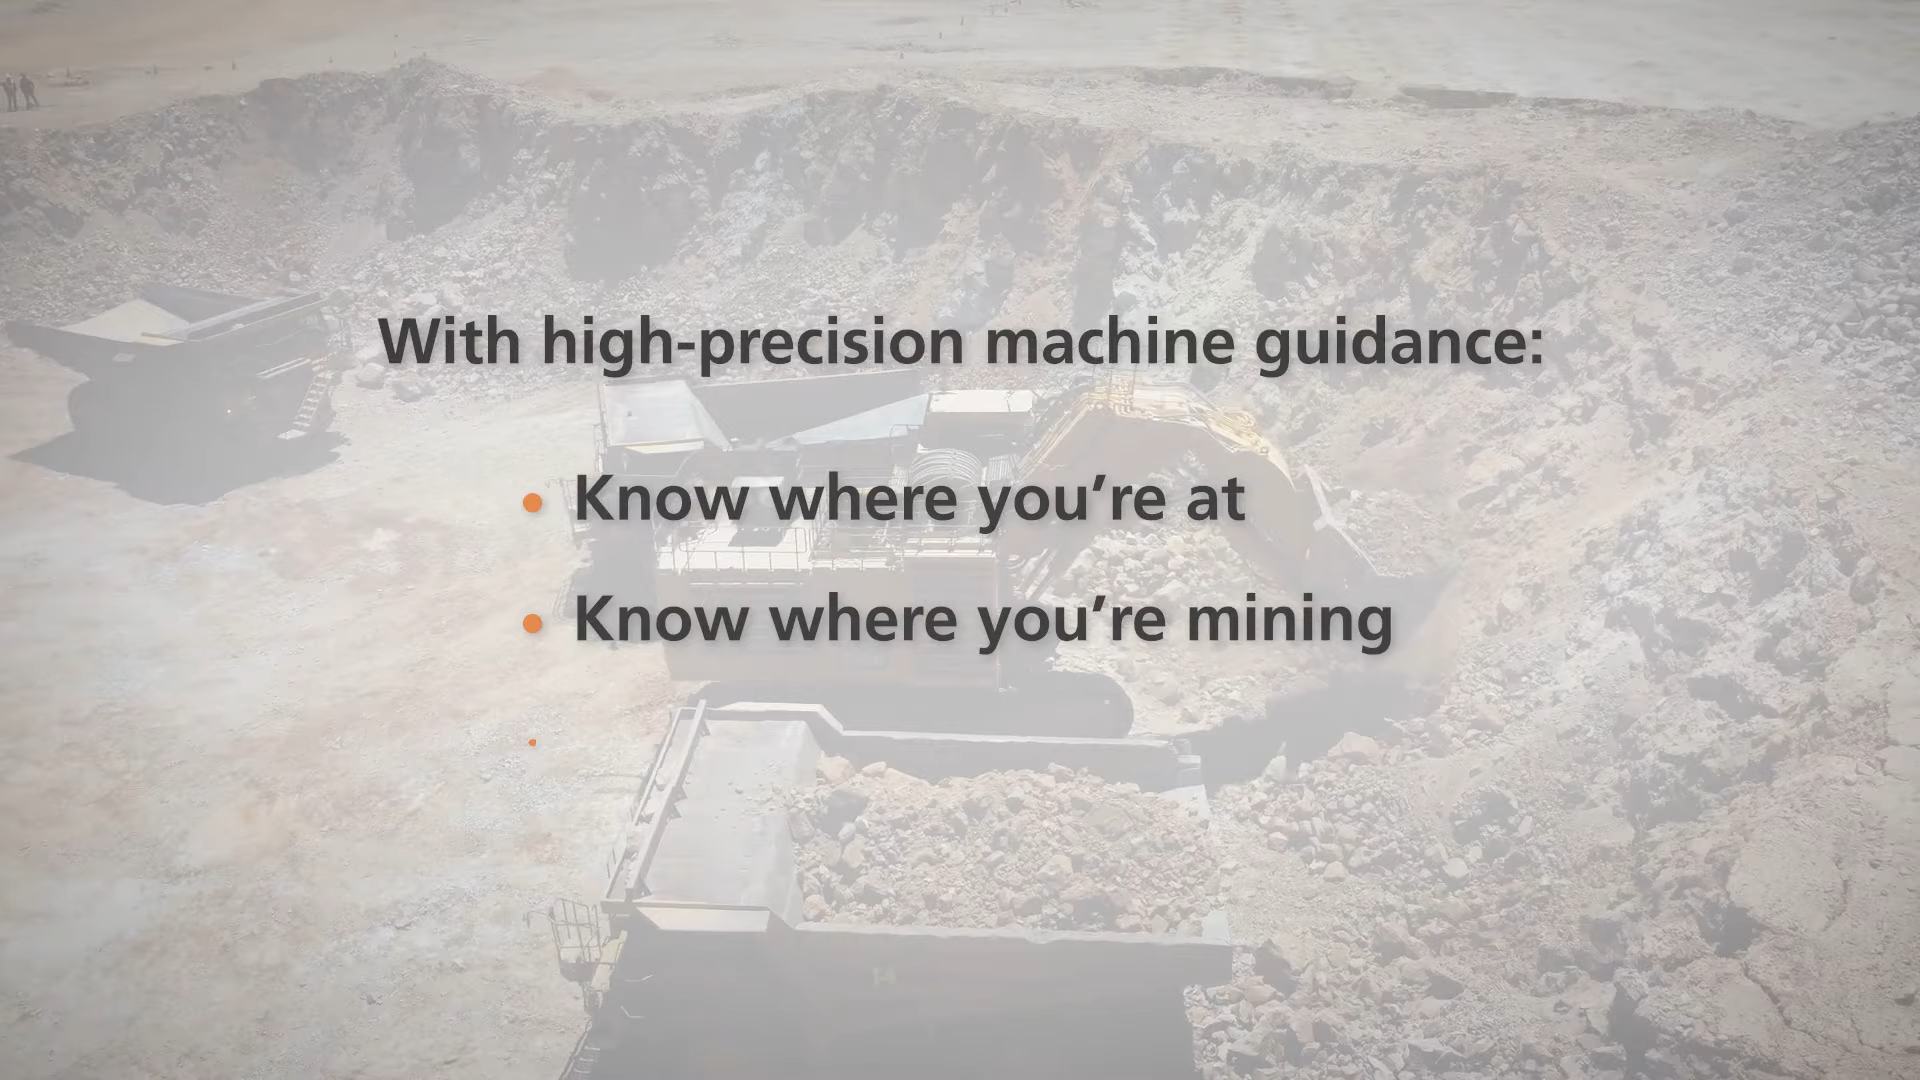 With high-precision machine guidance:
• Know where you’re at
• Know where you’re mining
•